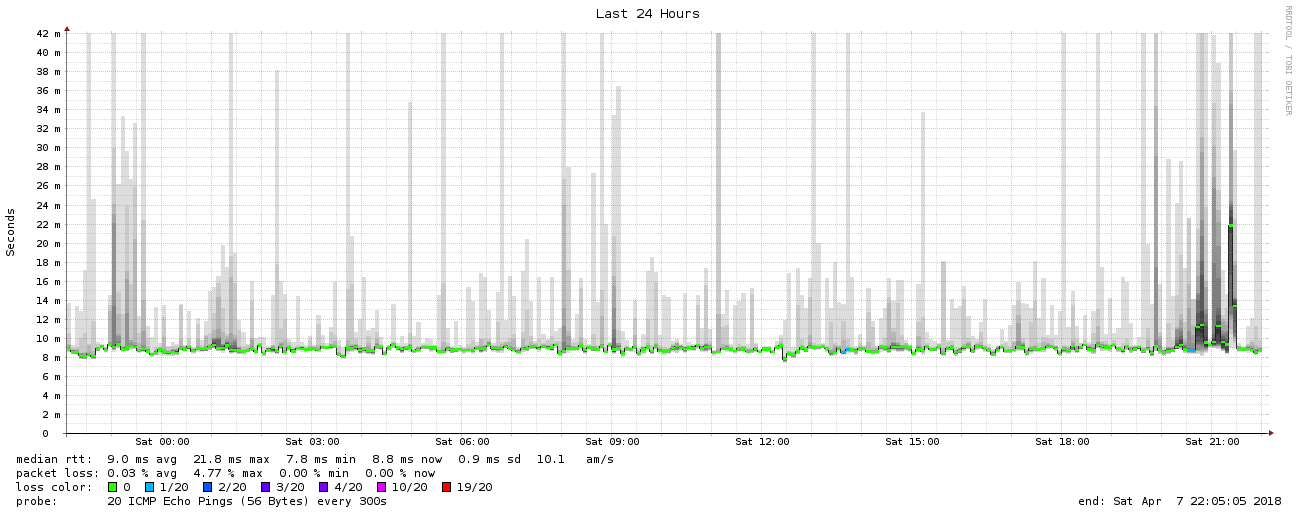 Last 24 Hours
RRDTOOL / TOBI OETIKER
Seconds
42 m
40 m
38 m
36 m
34 m
32 m
30 m
28 m
26 m
24 m
22 m
20 m
18 m
16 m
14 m
12 m
10 m
8 m
6 m
4 m
2 m
0
Sat 00:00 Sat 03:00 Sat 06:00 Sat 09:00 Sat 12:00 Sat 15:00 Sat 18:00 Sat 21:00
median rtt: 9.0 ms avg 21.8 ms max 7.8 ms min 8.8 ms now 0.9 ms sd 10.1 am/s
packet loss: 0.03 % avg 4.77 % max 0.00 % min 0.00 % now
loss color: 0 1/20 2/20 3/20 4/20 10/20 19/20
probe: 20 ICMP Echo Pings (56 Bytes) every 300s end: Sat Apr 7 22:05:05 2018